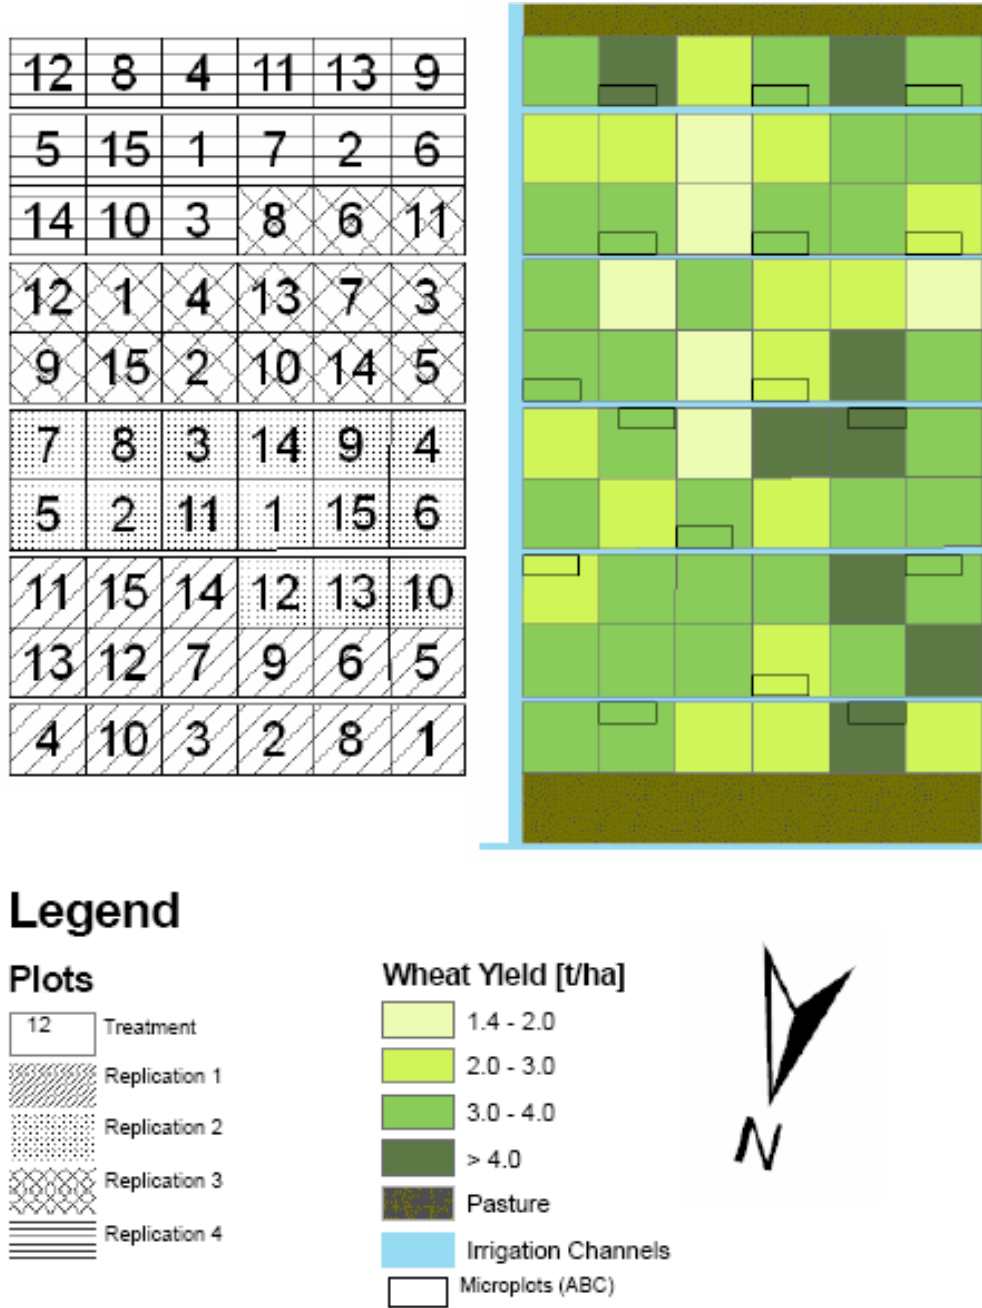 12 8 4 11 13 9
5 15 1 7 2 6
14 10 3 8 6 11
12 1 4 13 7 3
9 15 2 10 14 5
7 8 3 14 9 4
5 2 11 1 15 6
11 15 14 12 13 10
13 12 7 9 6 5
4 10 3 2 8 1
Legend
Plots
12 Treatment
Replication 1
Replication 2
Replication 3
Replication 4
Wheat Yield [t/ha]
1.4 - 2.0
2.0 - 3.0
3.0 - 4.0
> 4.0
Pasture
Irrigation Channels
Microplots (ABC)
N